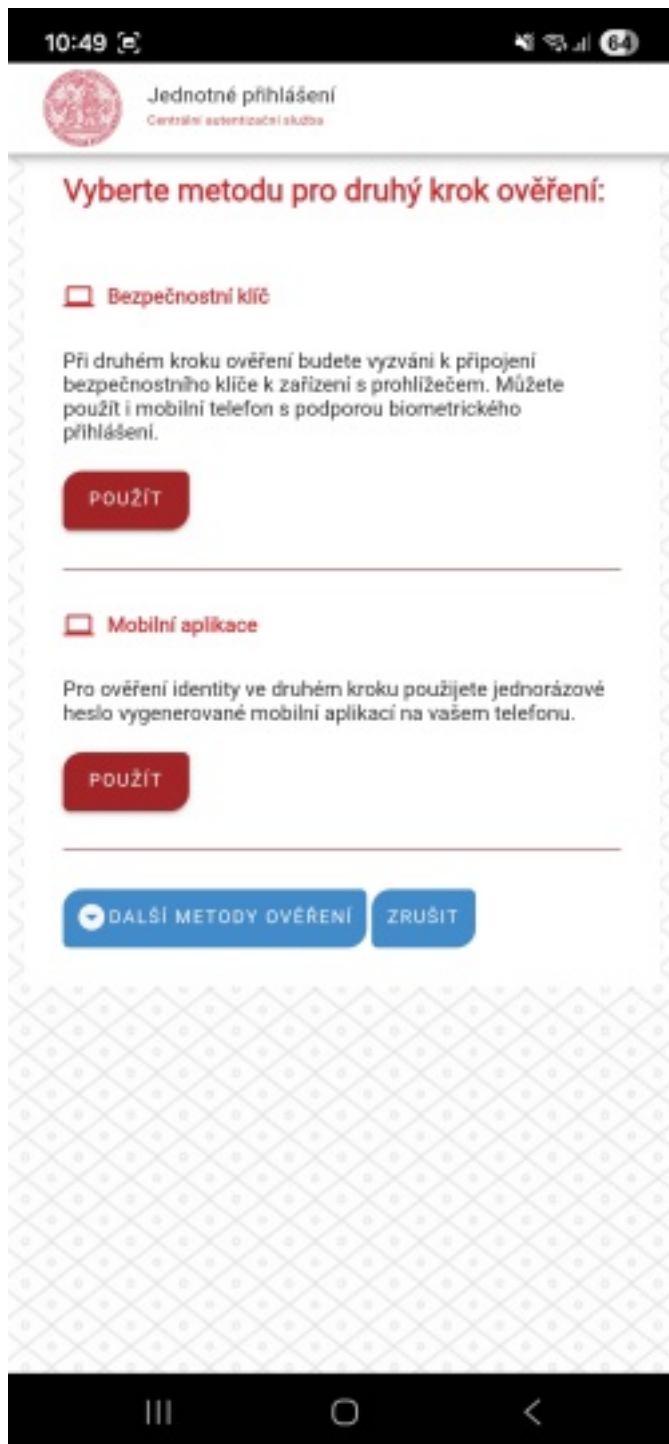 10:49
64
Jednotné přihlášení
Centrální autentizační služba
Vyberte metodu pro druhý krok ověření:
Bezpečnostní klíč
Při druhém kroku ověření budete vyzváni k připojení
bezpečnostního klíče k zařízení s prohlížečem. Můžete
použít i mobilní telefon s podporou biometrického
přihlášení.
POUŽÍT
Mobilní aplikace
Pro ověření identity ve druhém kroku použijete jednorázové
heslo vygenerované mobilní aplikací na vašem telefonu.
POUŽÍT
DALŠÍ METODY OVĚŘENÍ ZRUŠIT